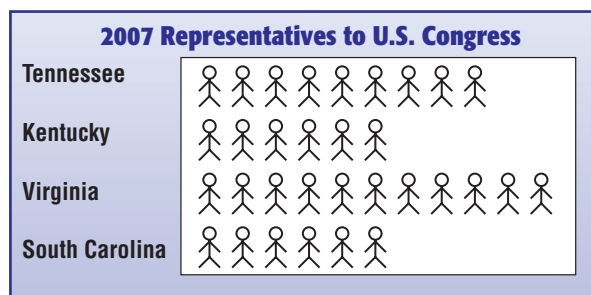 2007 Representatives to U.S. Congress
Tennessee
Kentucky
Virginia
South Carolina